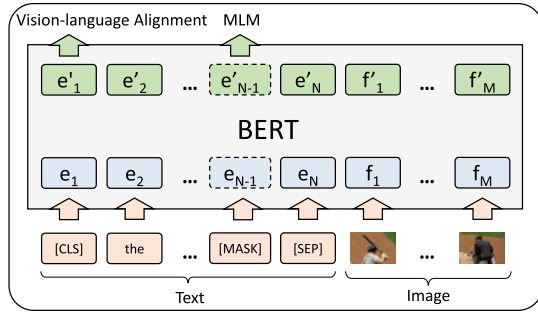 Vision-language Alignment MLM
e'1 e'2 ... e'N-1 e'N f'1 ... f'M
BERT
e1 e2 ... eN-1 eN f1 ... fM
[CLS] the ... [MASK] [SEP] ...
Text Image